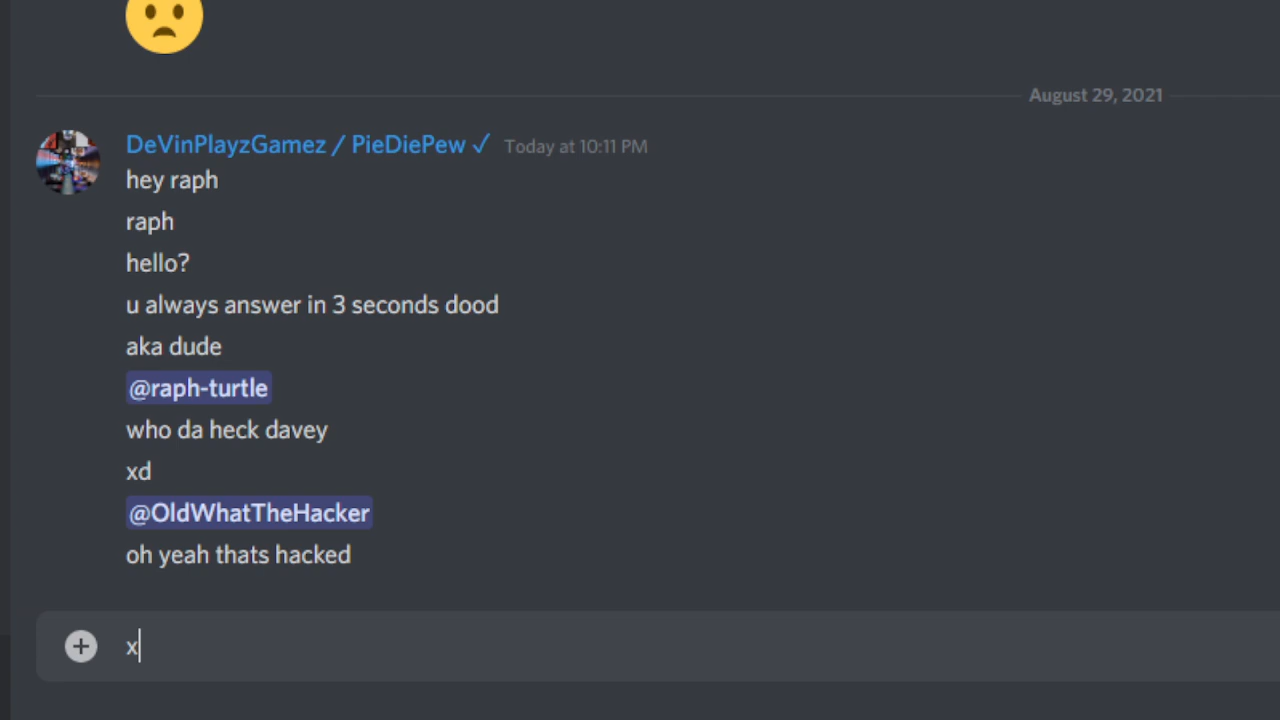 August 29, 2021
DeVinPlayzGamez / PieDiePew ✓ Today at 10:11 PM
hey raph
raph
hello?
u always answer in 3 seconds dood
aka dude
@raph-turtle
who da heck davey
xd
@OldWhatTheHacker
oh yeah thats hacked
x